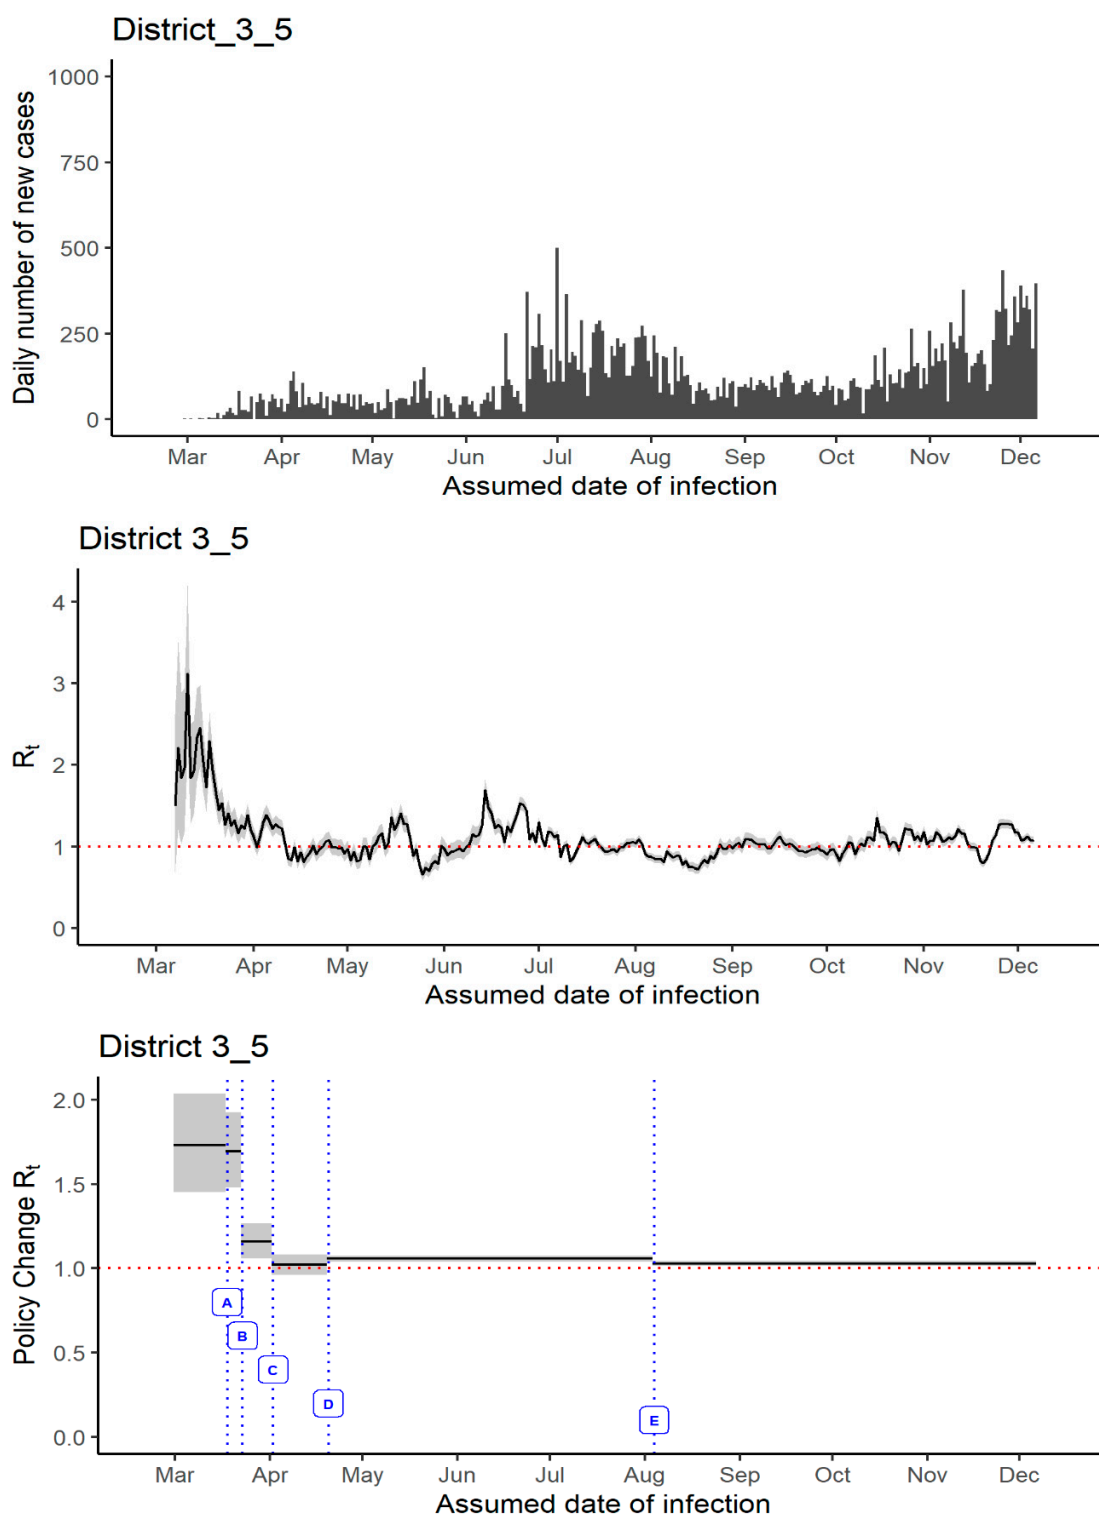 District_3_5
Daily number of new cases
1000
750
500
250
0
Mar Apr May Jun Jul Aug Sep Oct Nov Dec
Assumed date of infection
District 3_5
Rt
4
3
2
1
0
Mar Apr May Jun Jul Aug Sep Oct Nov Dec
Assumed date of infection
District 3_5
Policy Change Rt
2.0
1.5
1.0
0.5
0.0
A
B
C
D
E
Mar Apr May Jun Jul Aug Sep Oct Nov Dec
Assumed date of infection